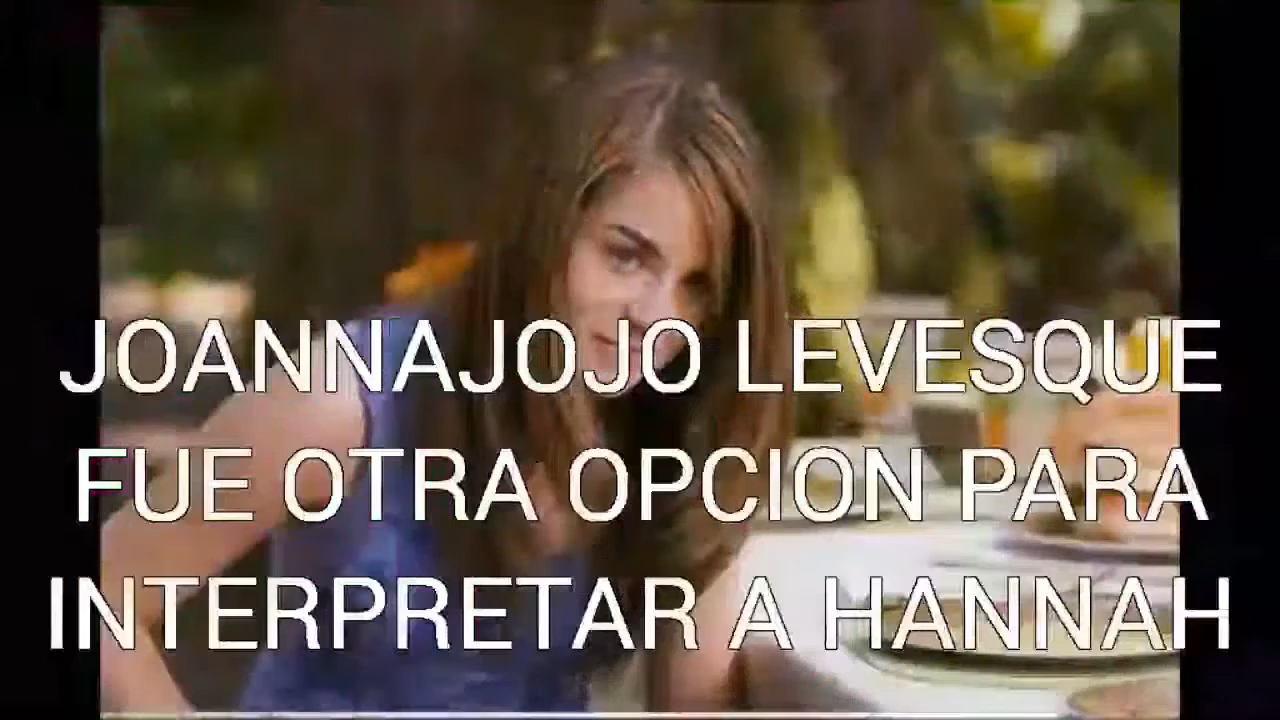 JOANNAJOJO LEVESQUE
FUE OTRA OPCION PARA
INTERPRETAR A HANNAH